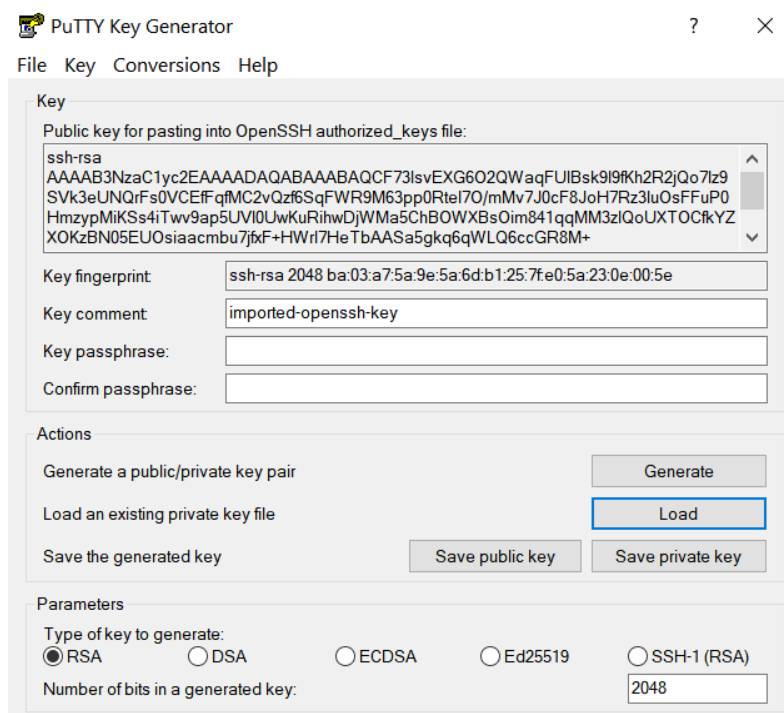 PuTTY Key Generator
?
File Key Conversions Help
Key
Public key for pasting into OpenSSH authorized_keys file:
ssh-rsa
AAAAB3NzaC1yc2EAAAADAQABAAABAQCF73lsvEXG6O2QWaqFUlBsk9l9fKh2R2jQo7lz9
SVk3eUNQrFs0VCEfFqfMC2vQzf6SqFWR9M63pp0RteI7O/mMv7J0cF8JoH7Rz3luOsFFuP0
HmzypMiKSs4iTwv9ap5UVI0UwKuRihwDjWMa5ChBOWXBsOim841qqMM3zlQoUXTOCfkYZ
XOKzBN05EUOsiaacmbu7jfxF+HWrl7HeTbAASa5gkq6qWLQ6ccGR8M+
Key fingerprint:
ssh-rsa 2048 ba:03:a7:5a:9e:5a:6d:b1:25:7f:e0:5a:23:0e:00:5e
Key comment:
imported-openssh-key
Key passphrase:
Confirm passphrase:
Actions
Generate a public/private key pair
Generate
Load an existing private key file
Load
Save the generated key
Save public key
Save private key
Parameters
Type of key to generate:
RSA DSA ECDSA Ed25519 SSH-1 (RSA)
Number of bits in a generated key:
2048